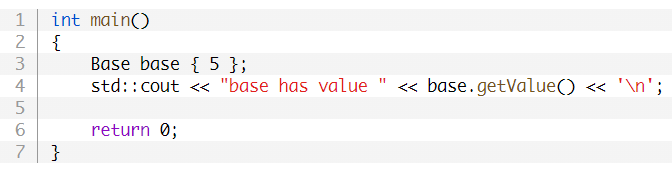 1 int main()
2 {
3     Base base { 5 };
4     std::cout << "base has value " << base.getValue() << '\n';
5
6     return 0;
7 }